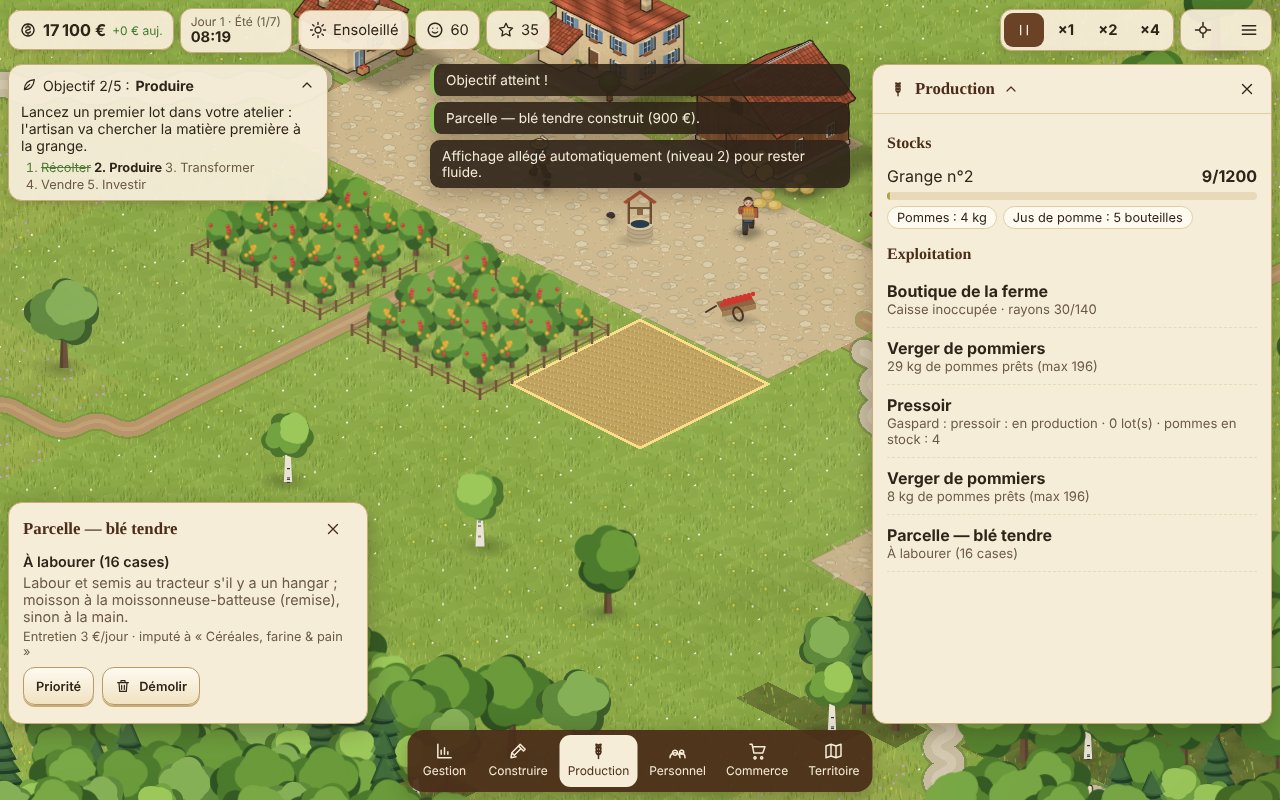 17 100 € +0 € auj.
Jour 1 · Été (1/7)
08:19
Ensoleillé
60
35
×1
×2
×4
Objectif 2/5 : Produire
Lancez un premier lot dans votre atelier :
l'artisan va chercher la matière première à
la grange.
1. Récolter 2. Produire 3. Transformer
4. Vendre 5. Investir
Objectif atteint !
Parcelle — blé tendre construit (900 €).
Affichage allégé automatiquement (niveau 2) pour rester
fluide.
Production
Stocks
Grange n°2 9/1200
Pommes : 4 kg
Jus de pomme : 5 bouteilles
Exploitation
Boutique de la ferme
Caisse inoccupée · rayons 30/140
Verger de pommiers
29 kg de pommes prêts (max 196)
Pressoir
Gaspard : pressoir : en production · 0 lot(s) · pommes en
stock : 4
Verger de pommiers
8 kg de pommes prêts (max 196)
Parcelle — blé tendre
À labourer (16 cases)
Parcelle — blé tendre
À labourer (16 cases)
Labour et semis au tracteur s'il y a un hangar ;
moisson à la moissonneuse-batteuse (remise),
sinon à la main.
Entretien 3 €/jour · imputé à « Céréales, farine & pain
»
Priorité
Démolir
Gestion
Construire
Production
Personnel
Commerce
Territoire